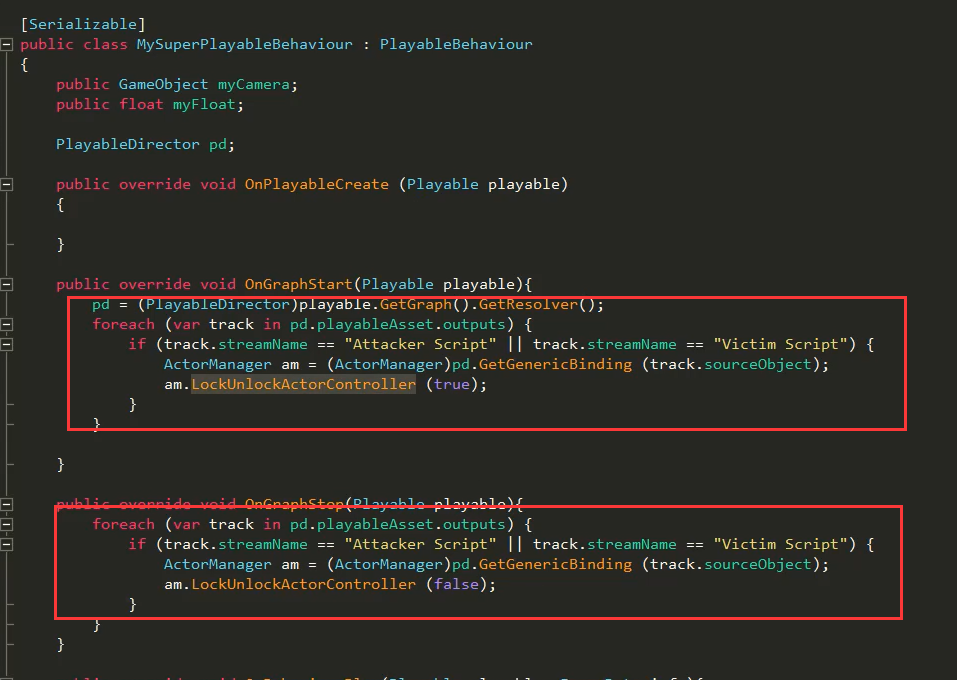 [Serializable]
public class MySuperPlayableBehaviour : PlayableBehaviour
{
public GameObject myCamera;
public float myFloat;
PlayableDirector pd;
public override void OnPlayableCreate (Playable playable)
{
}
public override void OnGraphStart(Playable playable){
pd = (PlayableDirector)playable.GetGraph().GetResolver();
foreach (var track in pd.playableAsset.outputs) {
if (track.streamName == "Attacker Script" || track.streamName == "Victim Script") {
ActorManager am = (ActorManager)pd.GetGenericBinding (track.sourceObject);
am.LockUnlockActorController (true);
}
}
}
public override void OnGraphStop(Playable playable){
foreach (var track in pd.playableAsset.outputs) {
if (track.streamName == "Attacker Script" || track.streamName == "Victim Script") {
ActorManager am = (ActorManager)pd.GetGenericBinding (track.sourceObject);
am.LockUnlockActorController (false);
}
}
}